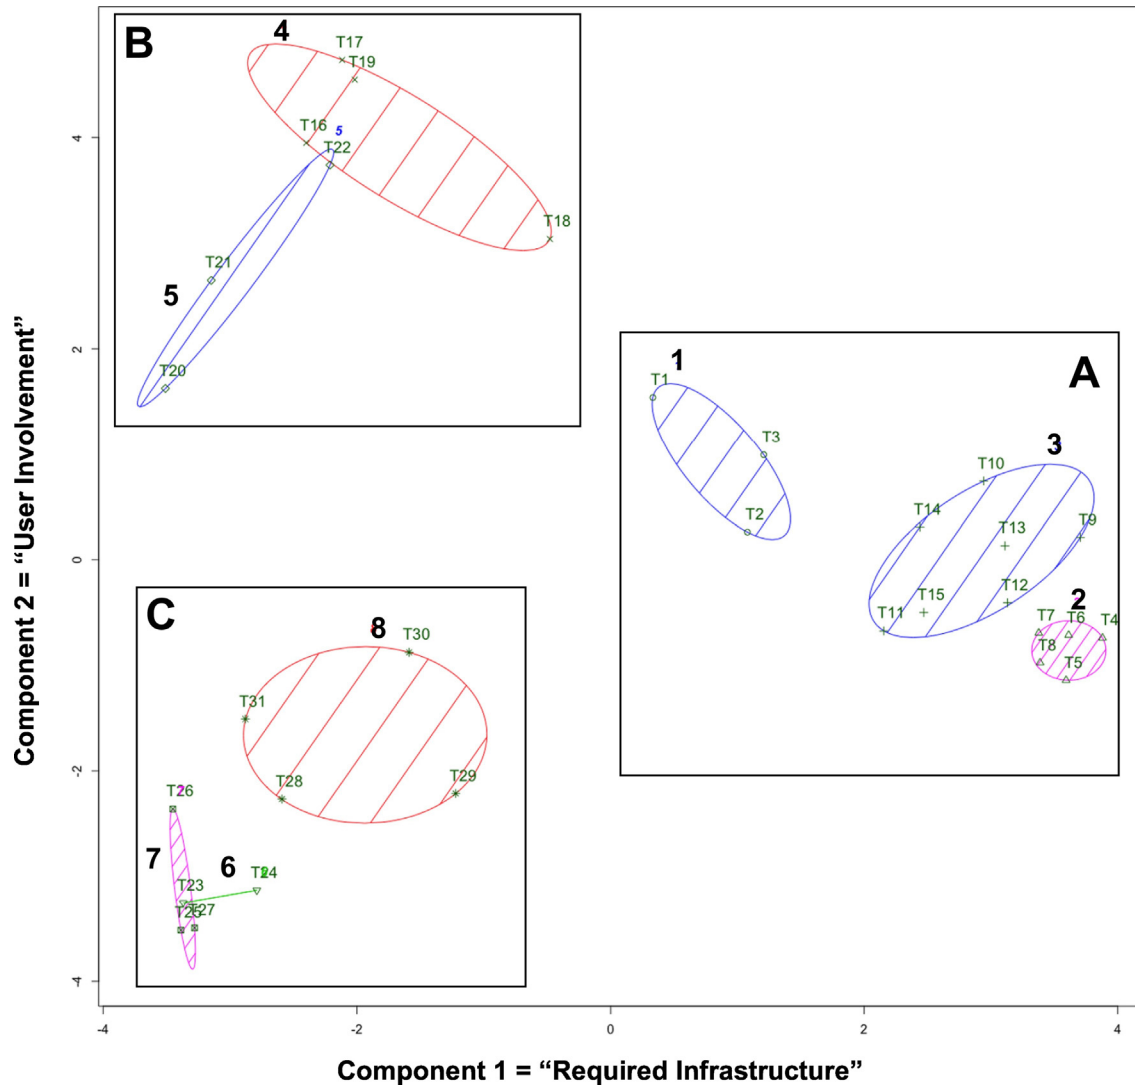 B
4
T17
T19
T16
5
T22
T18
T21
5
T20
A
1
T1
T3
T2
3
T10
T14
T13
T9
T12
T15
T11
2
T7
T6
T4
T8
T5
C
8
T30
T31
T28
T29
T26
7
6
T24
T23
T27
T25
4
2
0
-2
-4
-4
-2
0
2
4
Component 2 = “User Involvement”
Component 1 = “Required Infrastructure”